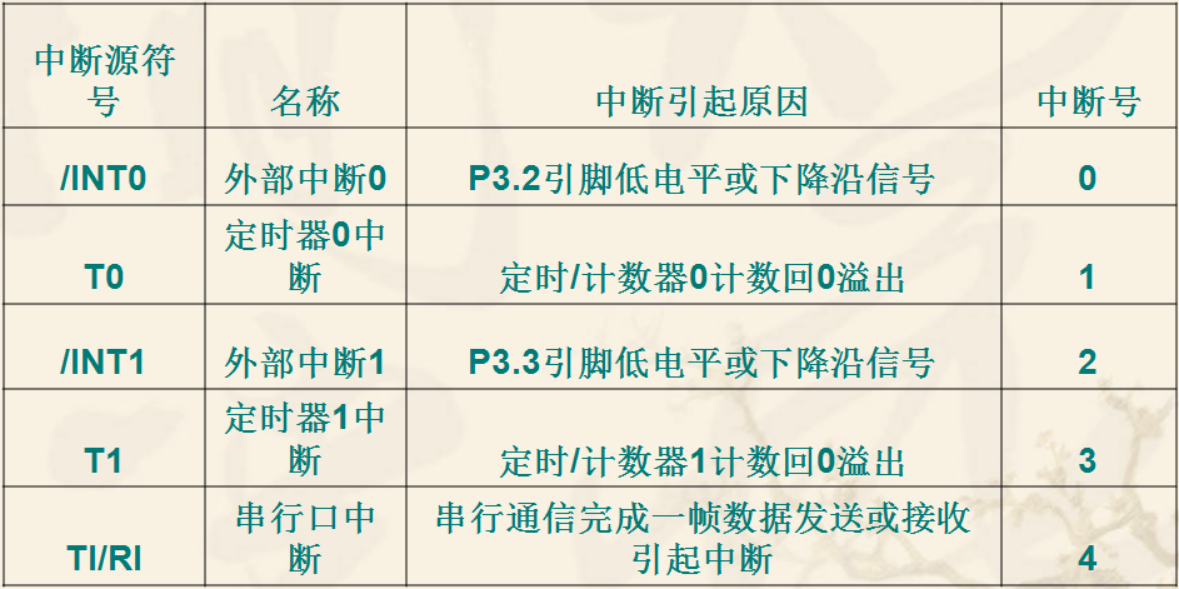 中断源符
号
名称
中断引起原因
中断号
/INT0
外部中断0
P3.2引脚低电平或下降沿信号
0
T0
定时器0中
断
定时/计数器0计数回0溢出
1
/INT1
外部中断1
P3.3引脚低电平或下降沿信号
2
T1
定时器1中
断
定时/计数器1计数回0溢出
3
TI/RI
串行口中
断
串行通信完成一帧数据发送或接收
引起中断
4